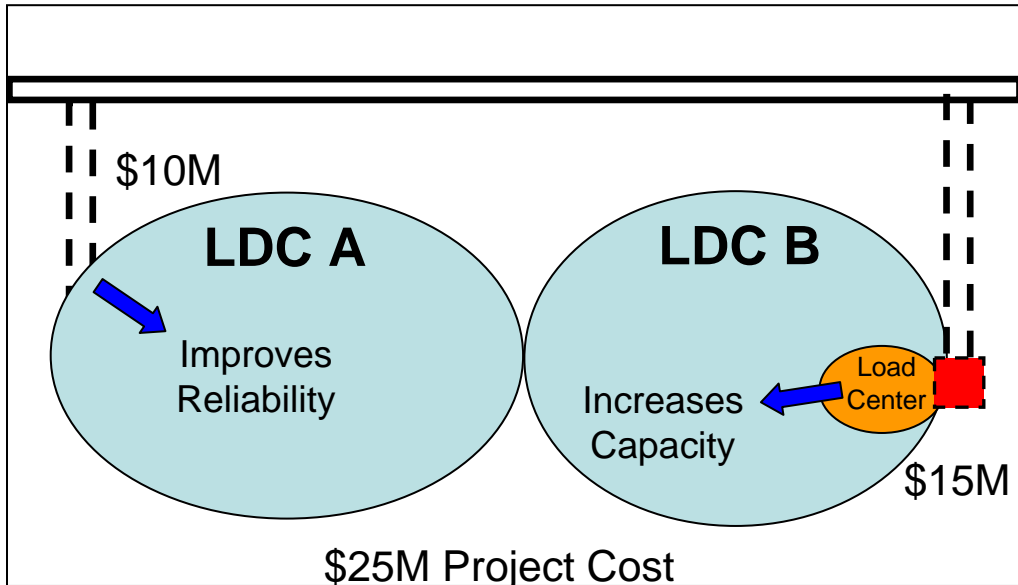 $10M
LDC A
LDC B
Improves
Reliability
Increases
Capacity
Load
Center
$15M
$25M Project Cost